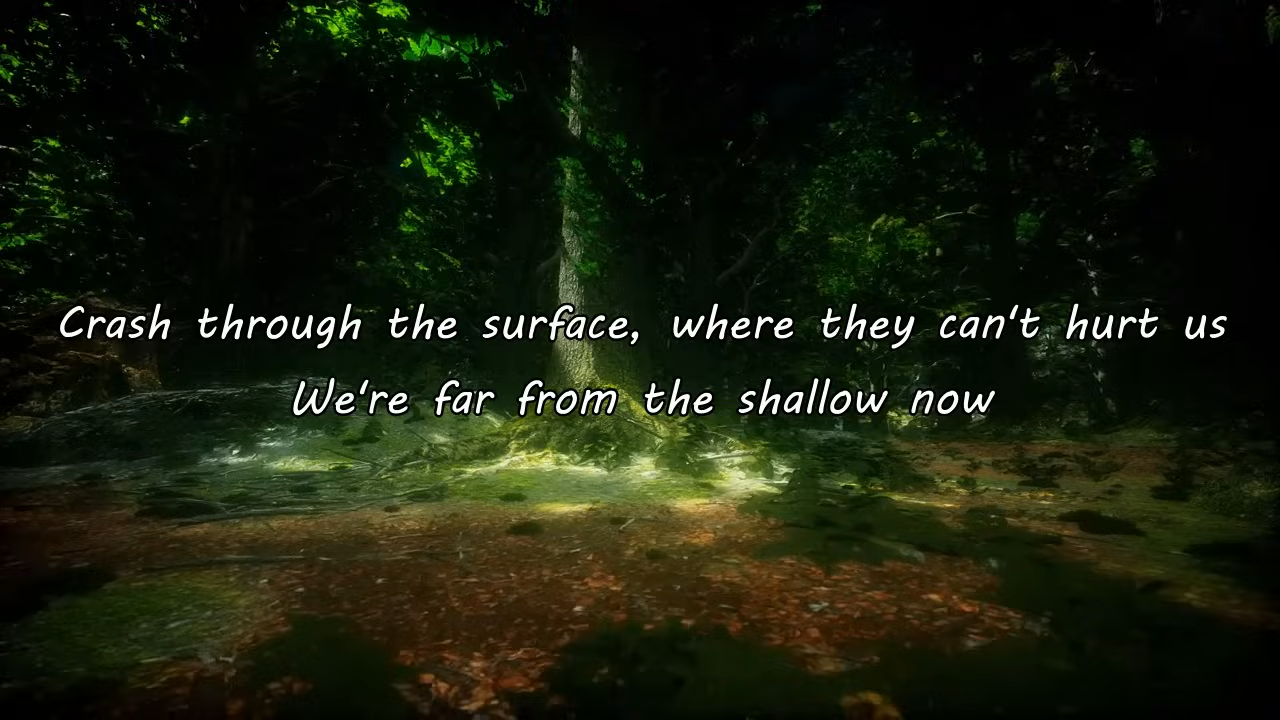 Crash through the surface, where they can't hurt us
We're far from the shallow now